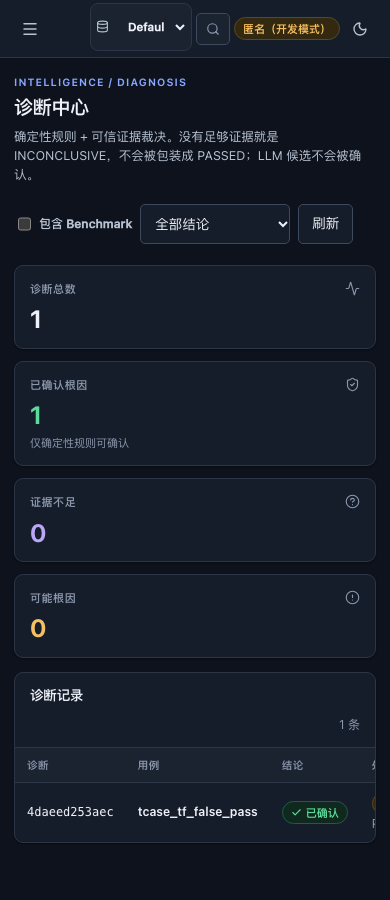 Defaul
匿名（开发模式）
INTELLIGENCE / DIAGNOSIS
诊断中心
确定性规则 + 可信证据裁决。没有足够证据就是
INCONCLUSIVE，不会被包装成 PASSED；LLM 候选不会被确
认。
包含 Benchmark
全部结论
刷新
诊断总数
1
已确认根因
1
仅确定性规则可确认
证据不足
0
可能根因
0
诊断记录
1 条
诊断 用例 结论
4daeed253aec tcase_tf_false_pass 已确认